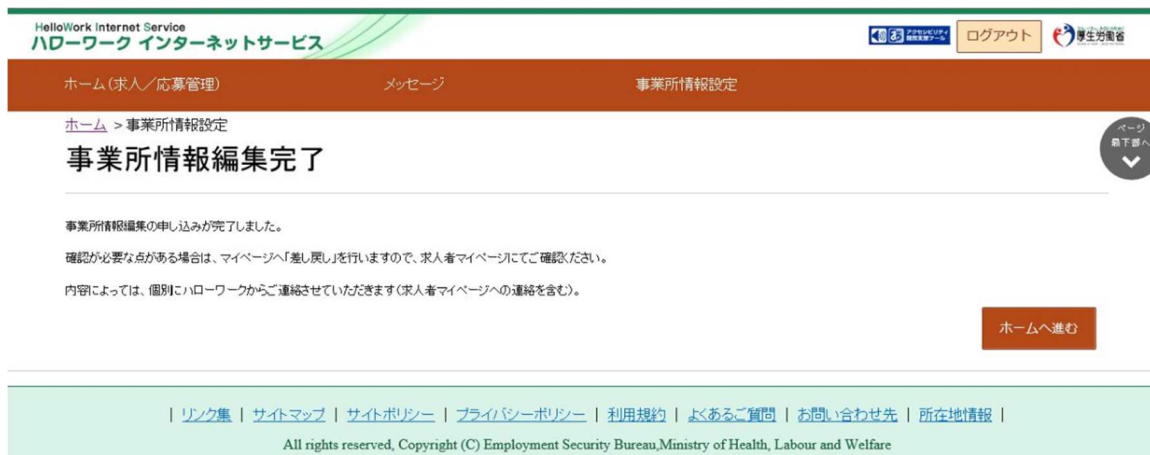 HelloWork Internet Service
ハローワーク インターネットサービス
ログアウト
厚生労働省
ホーム(求人／応募管理)
メッセージ
事業所情報設定
ホーム > 事業所情報設定
ページ
最下部へ
事業所情報編集完了
事業所情報編集の申し込みが完了しました。
確認が必要な点がある場合は、マイページへ「差し戻し」を行いますので、求人者マイページにてご確認ください。
内容によっては、個別にハローワークからご連絡させていただきます(求人者マイページへの連絡を含む)。
ホームへ進む
| リンク集 | サイトマップ | サイトポリシー | プライバシーポリシー | 利用規約 | よくあるご質問 | お問い合わせ先 | 所在地情報 |
All rights reserved, Copyright (C) Employment Security Bureau,Ministry of Health, Labour and Welfare